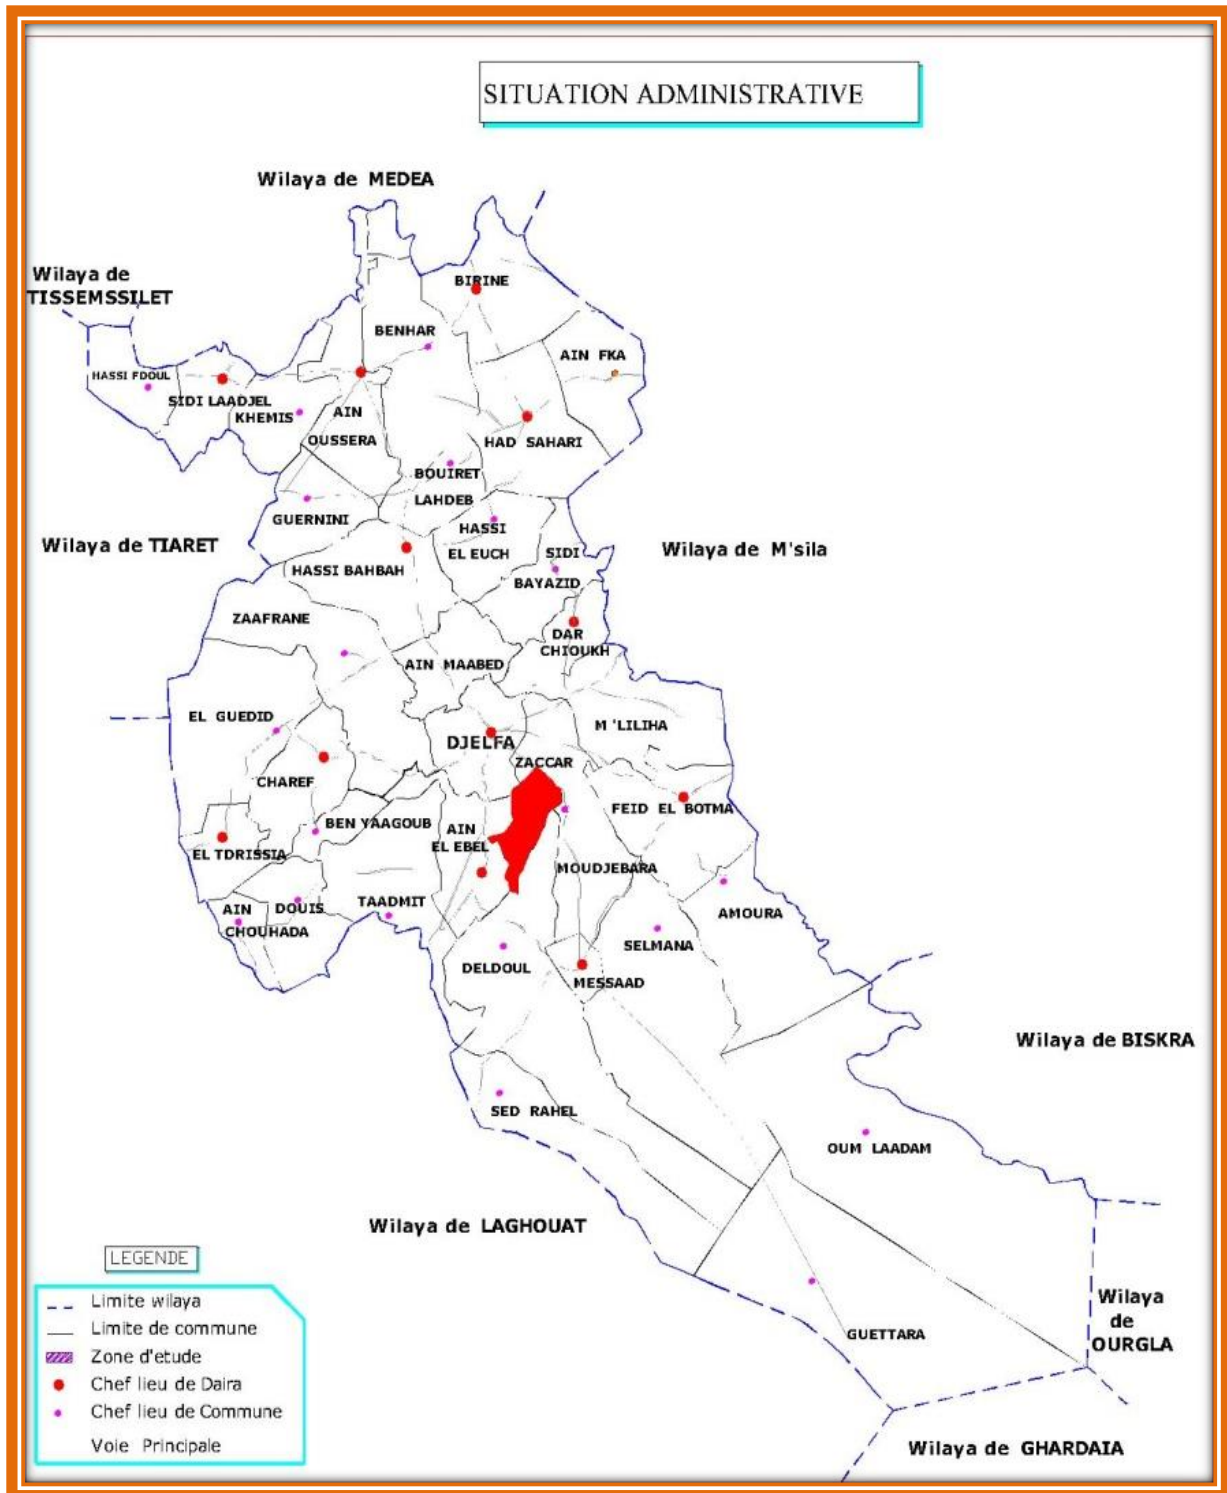 SITUATION ADMINISTRATIVE
Wilaya de MEDEA
Wilaya de
TISSEMSSILET
BIRINE
BENHAR
AIN FKA
HASSI FDOUL
SIDI LAADJEL
KHEMIS
AIN
OUSSERA
HAD SAHARI
BOUIRET
LAHDEB
GUERNINI
HASSI
EL EUCH
Wilaya de TIARET
SIDI
BAYAZID
Wilaya de M'sila
HASSI BAHBAH
ZAAFRANE
DAR
CHIOUKH
AIN MAABED
EL GUEDID
M 'LILIHA
DJELFA
ZACCAR
CHAREF
FEID EL BOTMA
BEN YAAGOUB
AIN
EL EBEL
EL TDRISSIA
MOUDJEBARA
TAADMIT
DOUIS
AIN
CHOUHADA
AMOURA
SELMANA
DELDOUL
MESSAAD
Wilaya de BISKRA
SED RAHEL
OUM LAADAM
Wilaya de LAGHOUAT
Wilaya
de
OURGLA
GUETTARA
Wilaya de GHARDAIA
LEGENDE
Limite wilaya
Limite de commune
Zone d'etude
Chef lieu de Daira
Chef lieu de Commune
Voie Principale